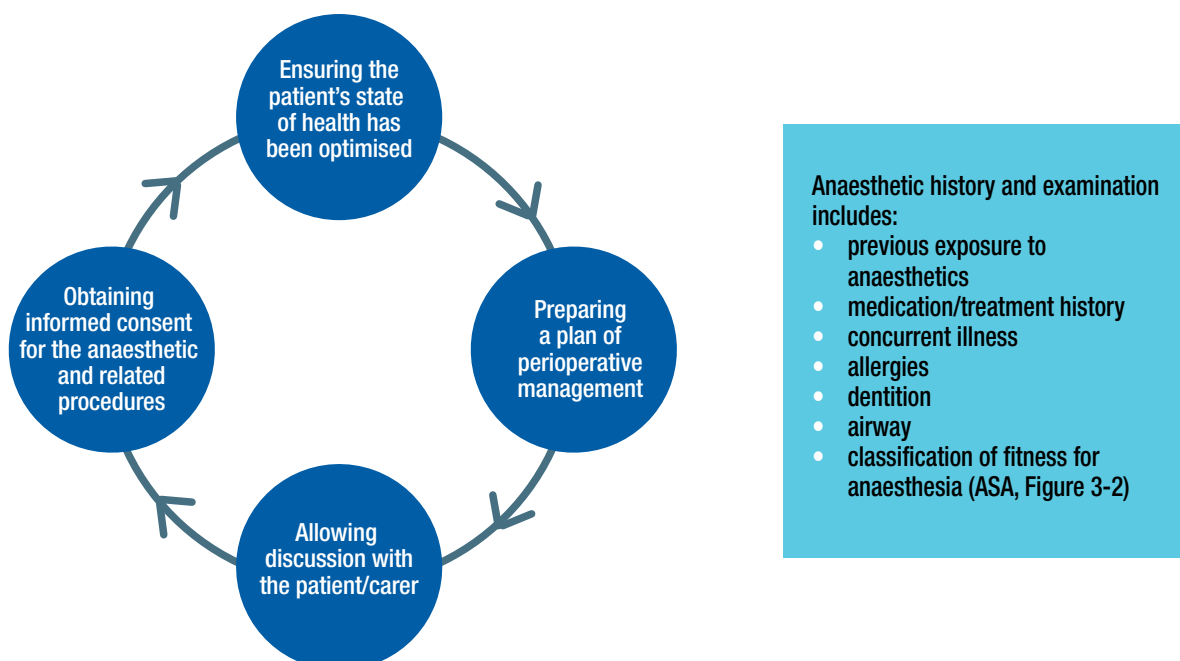 Ensuring the
patient’s state
of health has
been optimised
Preparing
a plan of
perioperative
management
Allowing
discussion with
the patient/carer
Obtaining
informed consent
for the anaesthetic
and related
procedures
Anaesthetic history and examination
includes:
• previous exposure to
anaesthetics
• medication/treatment history
• concurrent illness
• allergies
• dentition
• airway
• classification of fitness for
anaesthesia (ASA, Figure 3-2)